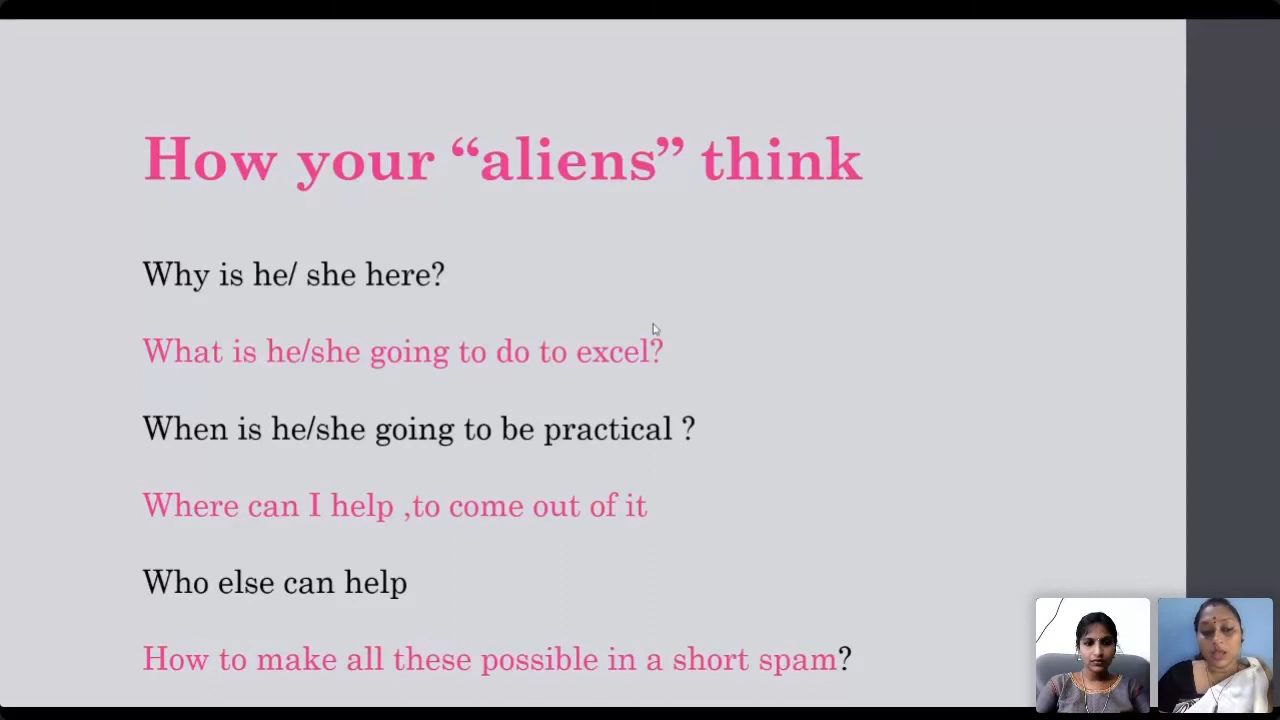 How your “aliens” think
Why is he/ she here?
What is he/she going to do to excel?
When is he/she going to be practical ?
Where can I help ,to come out of it
Who else can help
How to make all these possible in a short spam?